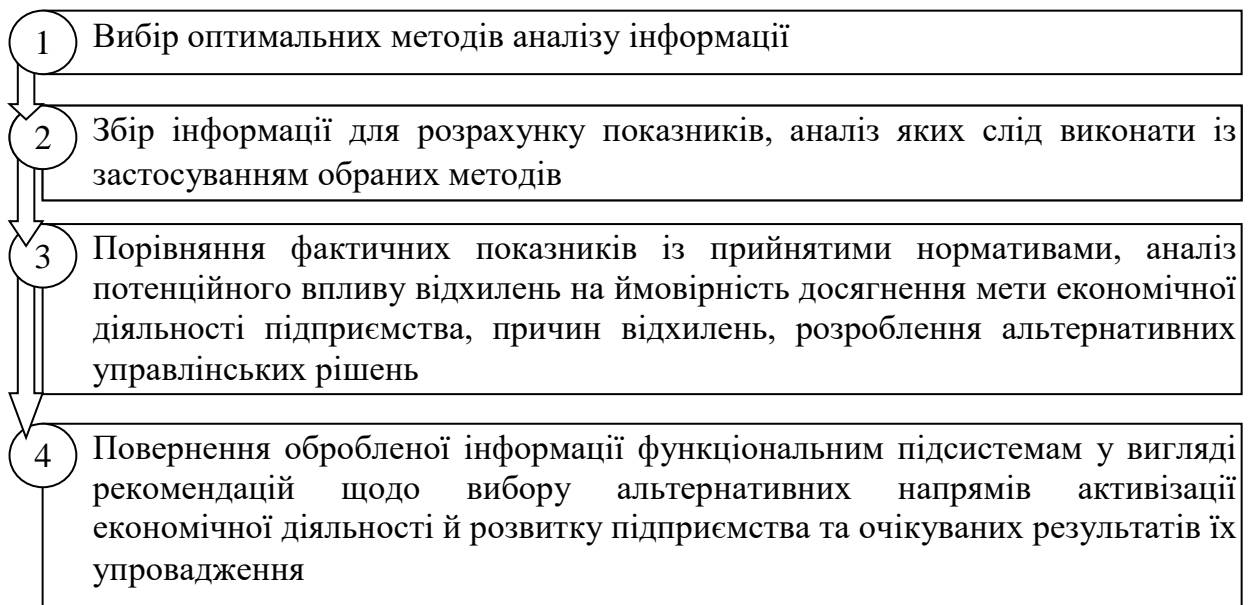 1 Вибір оптимальних методів аналізу інформації
2 Збір інформації для розрахунку показників, аналіз яких слід виконати із
застосуванням обраних методів
3 Порівняння фактичних показників із прийнятими нормативами, аналіз
потенційного впливу відхилень на ймовірність досягнення мети економічної
діяльності підприємства, причин відхилень, розроблення альтернативних
управлінських рішень
4 Повернення обробленої інформації функціональним підсистемам у вигляді
рекомендацій щодо вибору альтернативних напрямів активізації
економічної діяльності й розвитку підприємства та очікуваних результатів їх
упровадження